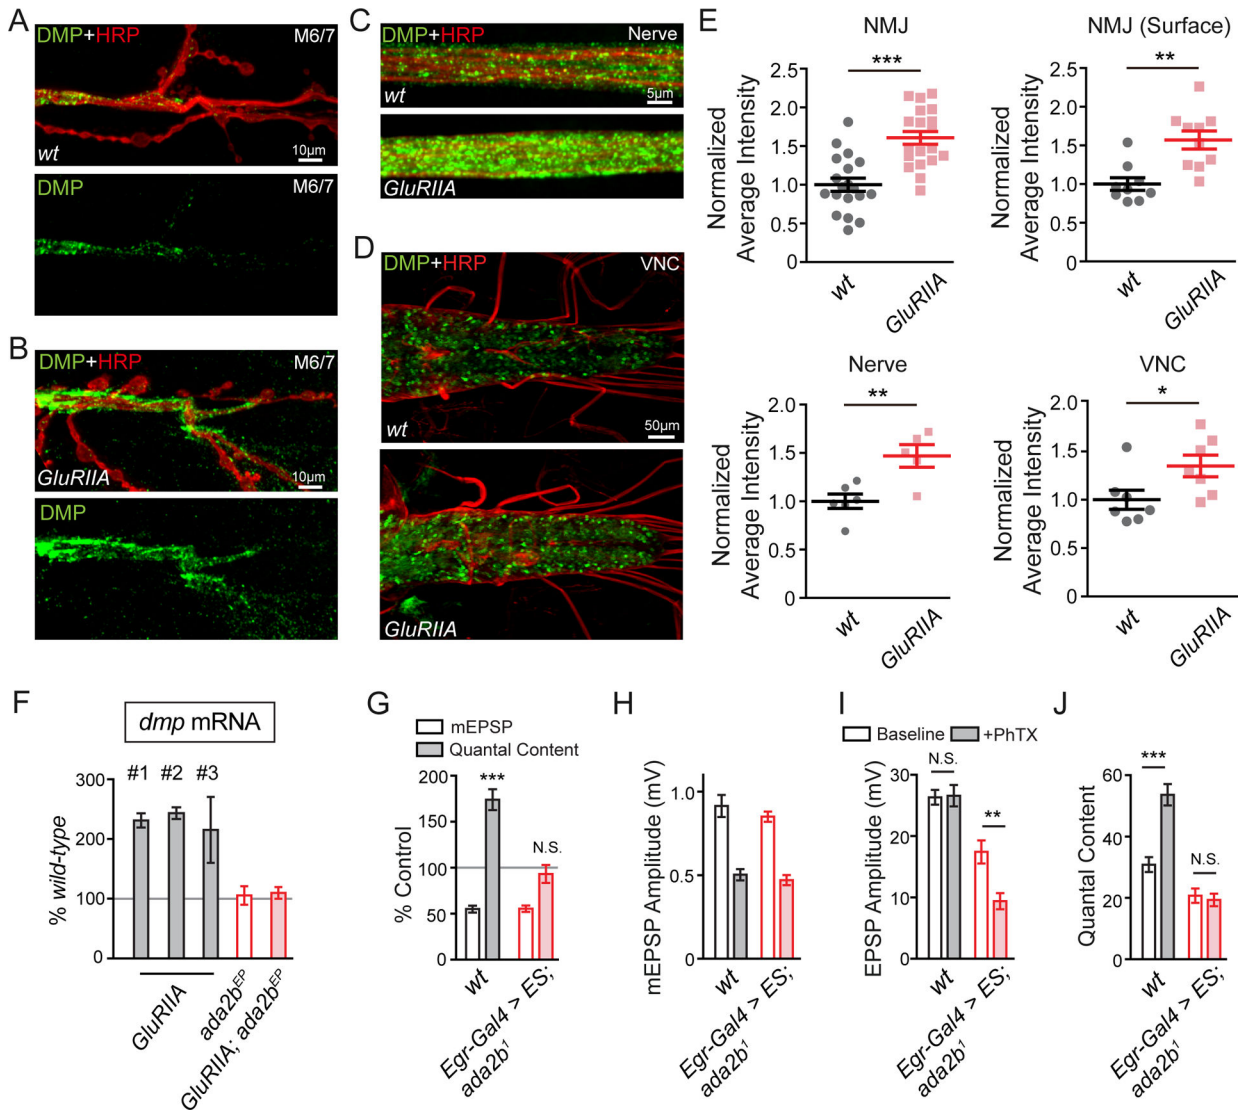 A
DMP+HRP
M6/7
wt
10µm
DMP
M6/7
B
DMP+HRP
M6/7
GluRIIA
10µm
DMP
C
DMP+HRP
Nerve
wt
5µm
GluRIIA
D
DMP+HRP
VNC
wt
50µm
GluRIIA
E
NMJ
Normalized
Average Intensity
2.5
2.0
1.5
1.0
0.5
0
***
wt
GluRIIA
NMJ (Surface)
Normalized
Average Intensity
2.5
2.0
1.5
1.0
0.5
0
**
wt
GluRIIA
Nerve
Normalized
Average Intensity
2.0
1.5
1.0
0.5
0
**
wt
GluRIIA
VNC
Normalized
Average Intensity
2.0
1.5
1.0
0.5
0
*
wt
GluRIIA
F
dmp mRNA
#1 #2 #3
% wild-type
300
200
100
0
GluRIIA
ada2b^EP
GluRIIA; ada2b^EP
G
mEPSP
Quantal Content
% Control
200
150
100
50
0
***
N.S.
wt
Egr-Gal4 > ES;
ada2b^1
H
mEPSP Amplitude (mV)
1.0
0.5
0
wt
Egr-Gal4 > ES;
ada2b^1
I
Baseline
+PhTX
EPSP Amplitude (mV)
30
20
10
0
N.S.
**
wt
Egr-Gal4 > ES;
ada2b^1
J
Quantal Content
60
40
20
0
***
N.S.
wt
Egr-Gal4 > ES;
ada2b^1